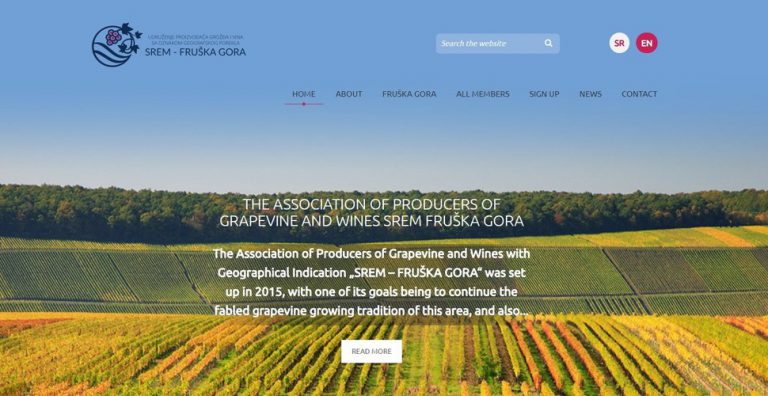 UDRUŽENJE PROIZVOĐAČA GROŽĐA I VINA
SA OZNAKOM GEOGRAFSKOG POREKLA
SREM - FRUŠKA GORA
Search the website
SR
EN
HOME
ABOUT
FRUŠKA GORA
ALL MEMBERS
SIGN UP
NEWS
CONTACT
THE ASSOCIATION OF PRODUCERS OF
GRAPEVINE AND WINES SREM FRUŠKA GORA
The Association of Producers of Grapevine and Wines with
Geographical Indication „SREM – FRUŠKA GORA“ was set
up in 2015, with one of its goals being to continue the
fabled grapevine growing tradition of this area, and also...
READ MORE